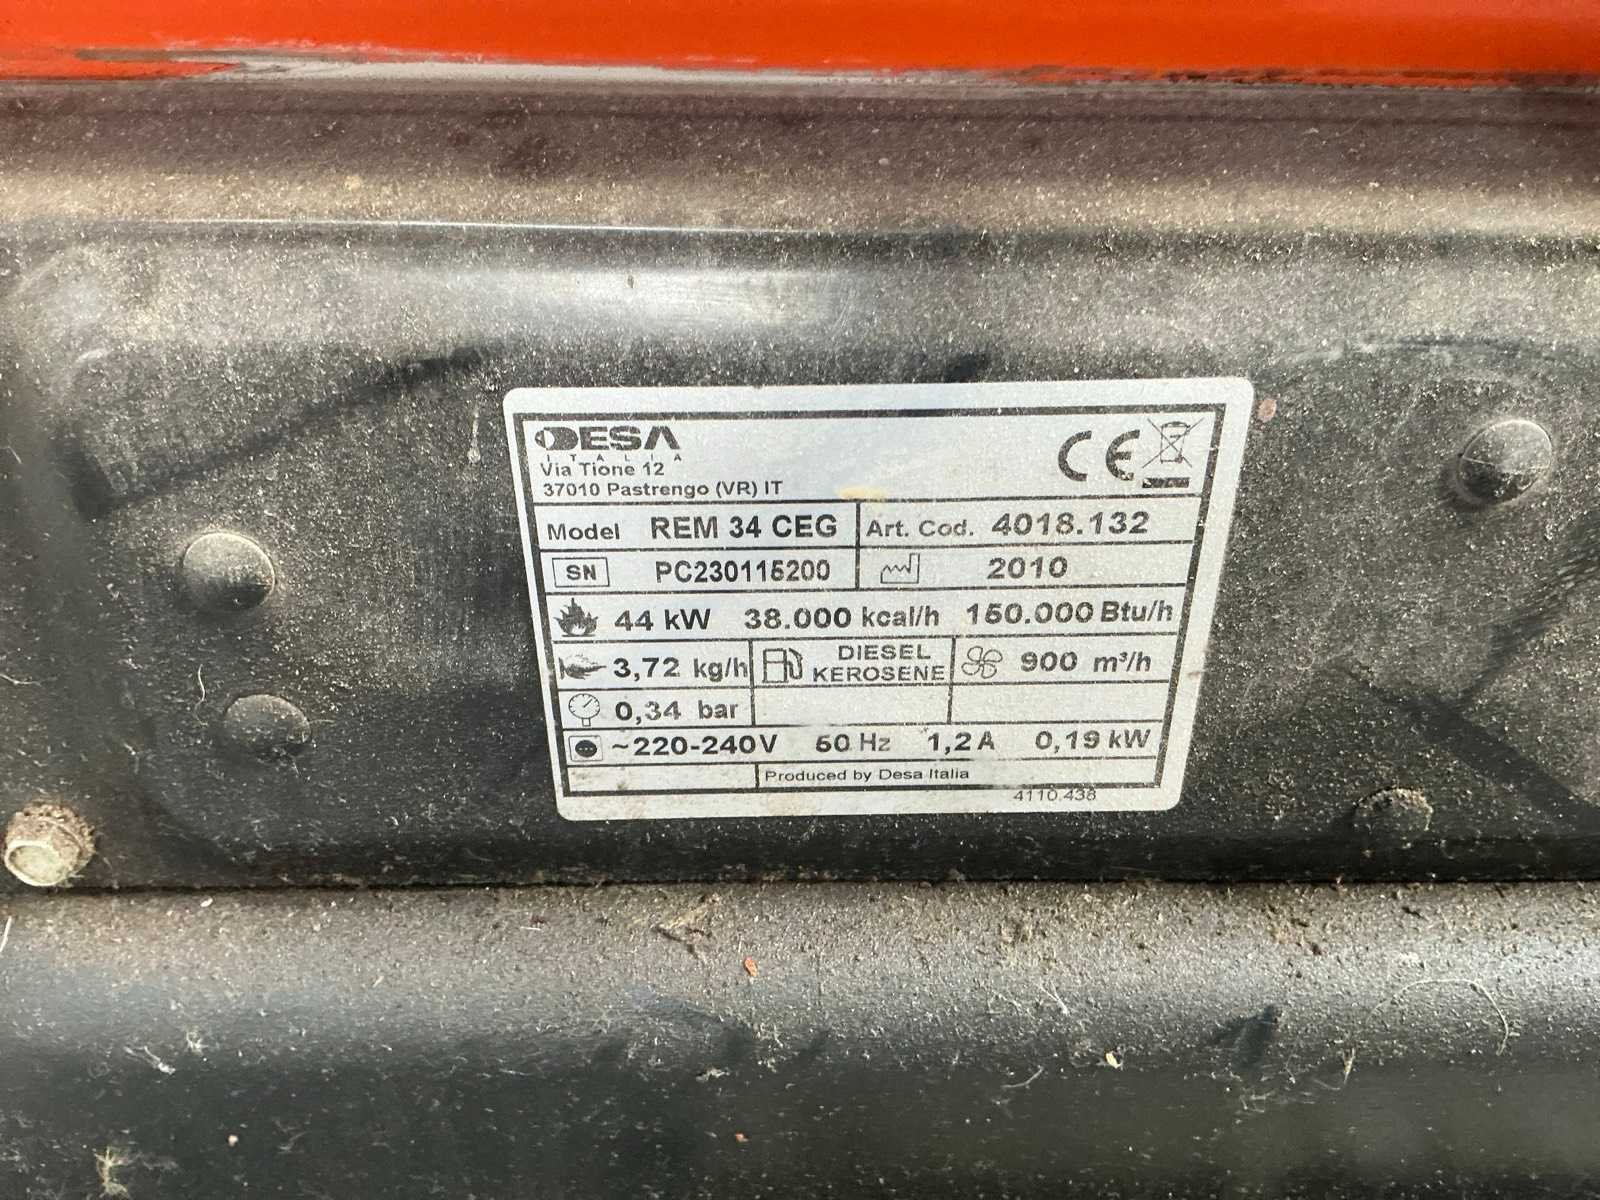 DESA
ITALIA
Via Tione 12
37010 Pastrengo (VR) IT
CE
Model REM 34 CEG Art. Cod. 4018.132
SN PC230115200 2010
44 kW 38.000 kcal/h 150.000 Btu/h
3,72 kg/h DIESEL KEROSENE 900 m³/h
0,34 bar
~220-240V 50 Hz 1,2 A 0,19 kW
Produced by Desa Italia
4110.438